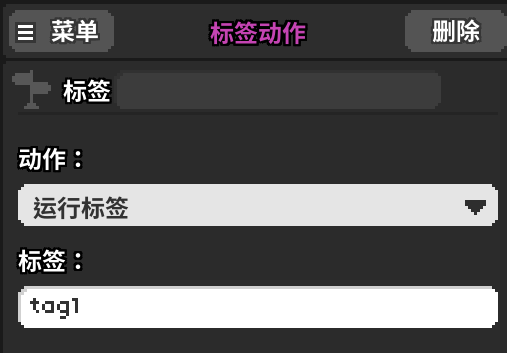 菜单 标签动作 删除
标签
动作：
运行标签
标签：
tag1